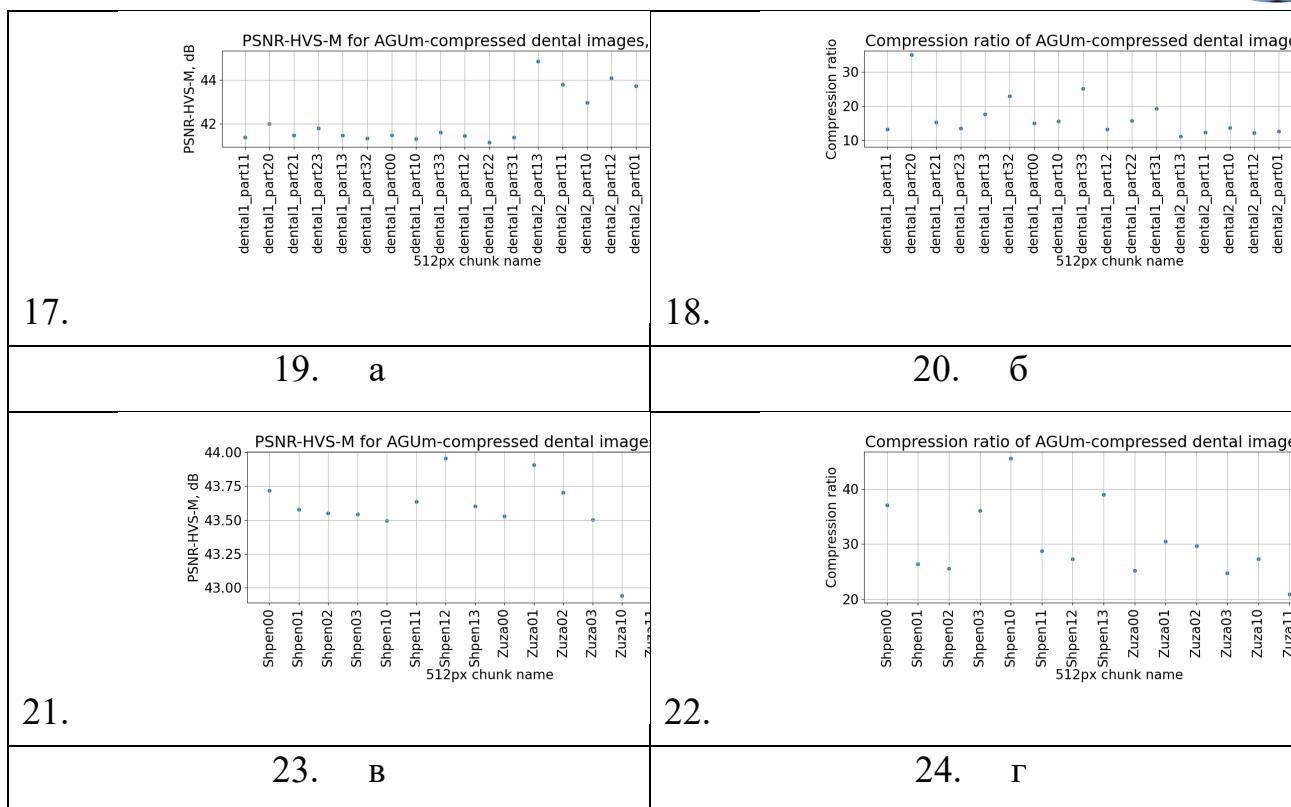 PSNR-HVS-M for AGUm-compressed dental images,
PSNR-HVS-M, dB
44
42
dental1_part11
dental1_part20
dental1_part21
dental1_part23
dental1_part13
dental1_part32
dental1_part00
dental1_part10
dental1_part33
dental1_part12
dental1_part22
dental1_part31
dental2_part13
dental2_part11
dental2_part10
dental2_part12
dental2_part01
512px chunk name
17.
Compression ratio of AGUm-compressed dental image
Compression ratio
30
20
10
dental1_part11
dental1_part20
dental1_part21
dental1_part23
dental1_part13
dental1_part32
dental1_part00
dental1_part10
dental1_part33
dental1_part12
dental1_part22
dental1_part31
dental2_part13
dental2_part11
dental2_part10
dental2_part12
dental2_part01
512px chunk name
18.
19. а
20. б
PSNR-HVS-M for AGUm-compressed dental images
PSNR-HVS-M, dB
44.00
43.75
43.50
43.25
43.00
Shpen00
Shpen01
Shpen02
Shpen03
Shpen10
Shpen11
Shpen12
Shpen13
Zuza00
Zuza01
Zuza02
Zuza03
Zuza10
512px chunk name
21.
Compression ratio of AGUm-compressed dental image
Compression ratio
40
30
20
Shpen00
Shpen01
Shpen02
Shpen03
Shpen10
Shpen11
Shpen12
Shpen13
Zuza00
Zuza01
Zuza02
Zuza03
Zuza10
Zuza11
512px chunk name
22.
23. в
24. г